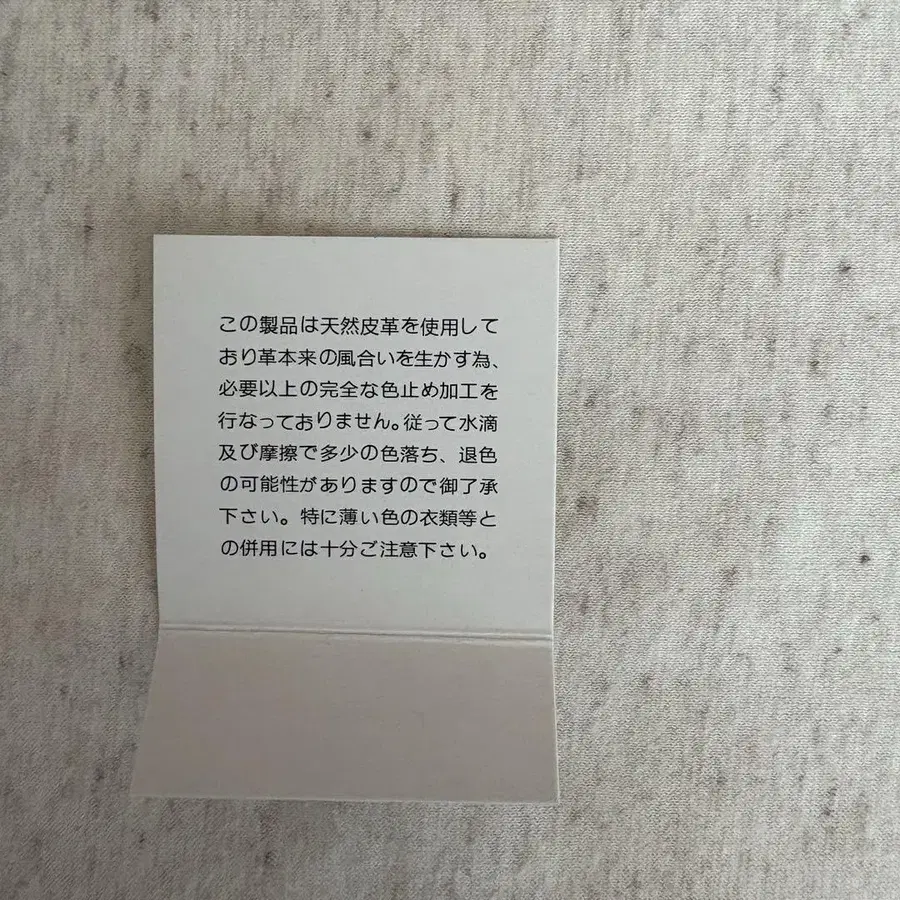 この製品は天然皮革を使用して
おり革本来の風合いを生かす為、
必要以上の完全な色止め加工を
行なっておりません。従って水滴
及び摩擦で多少の色落ち、退色
の可能性がありますので御了承
下さい。特に薄い色の衣類等と
の併用には十分ご注意下さい。